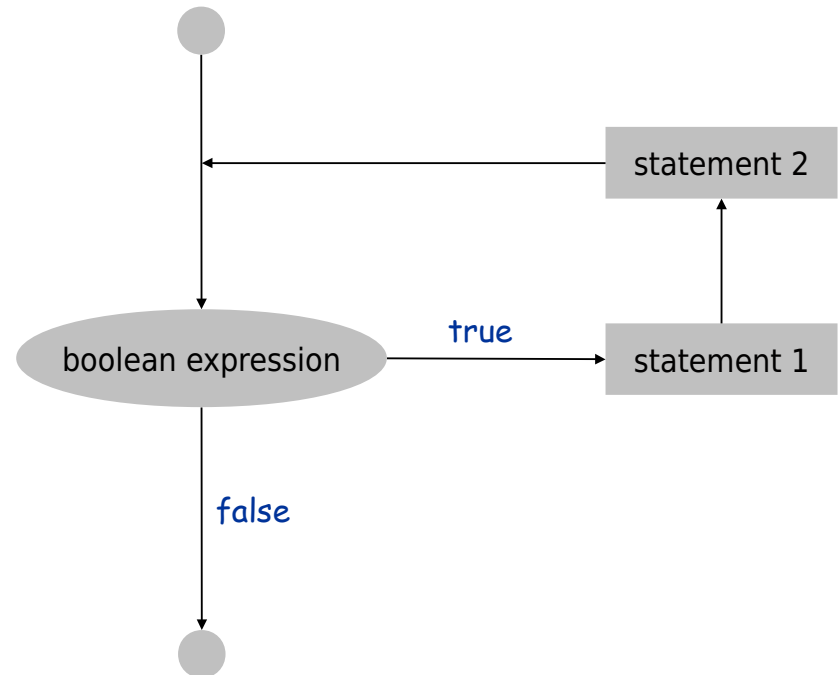 statement 2
boolean expression
true
statement 1
false